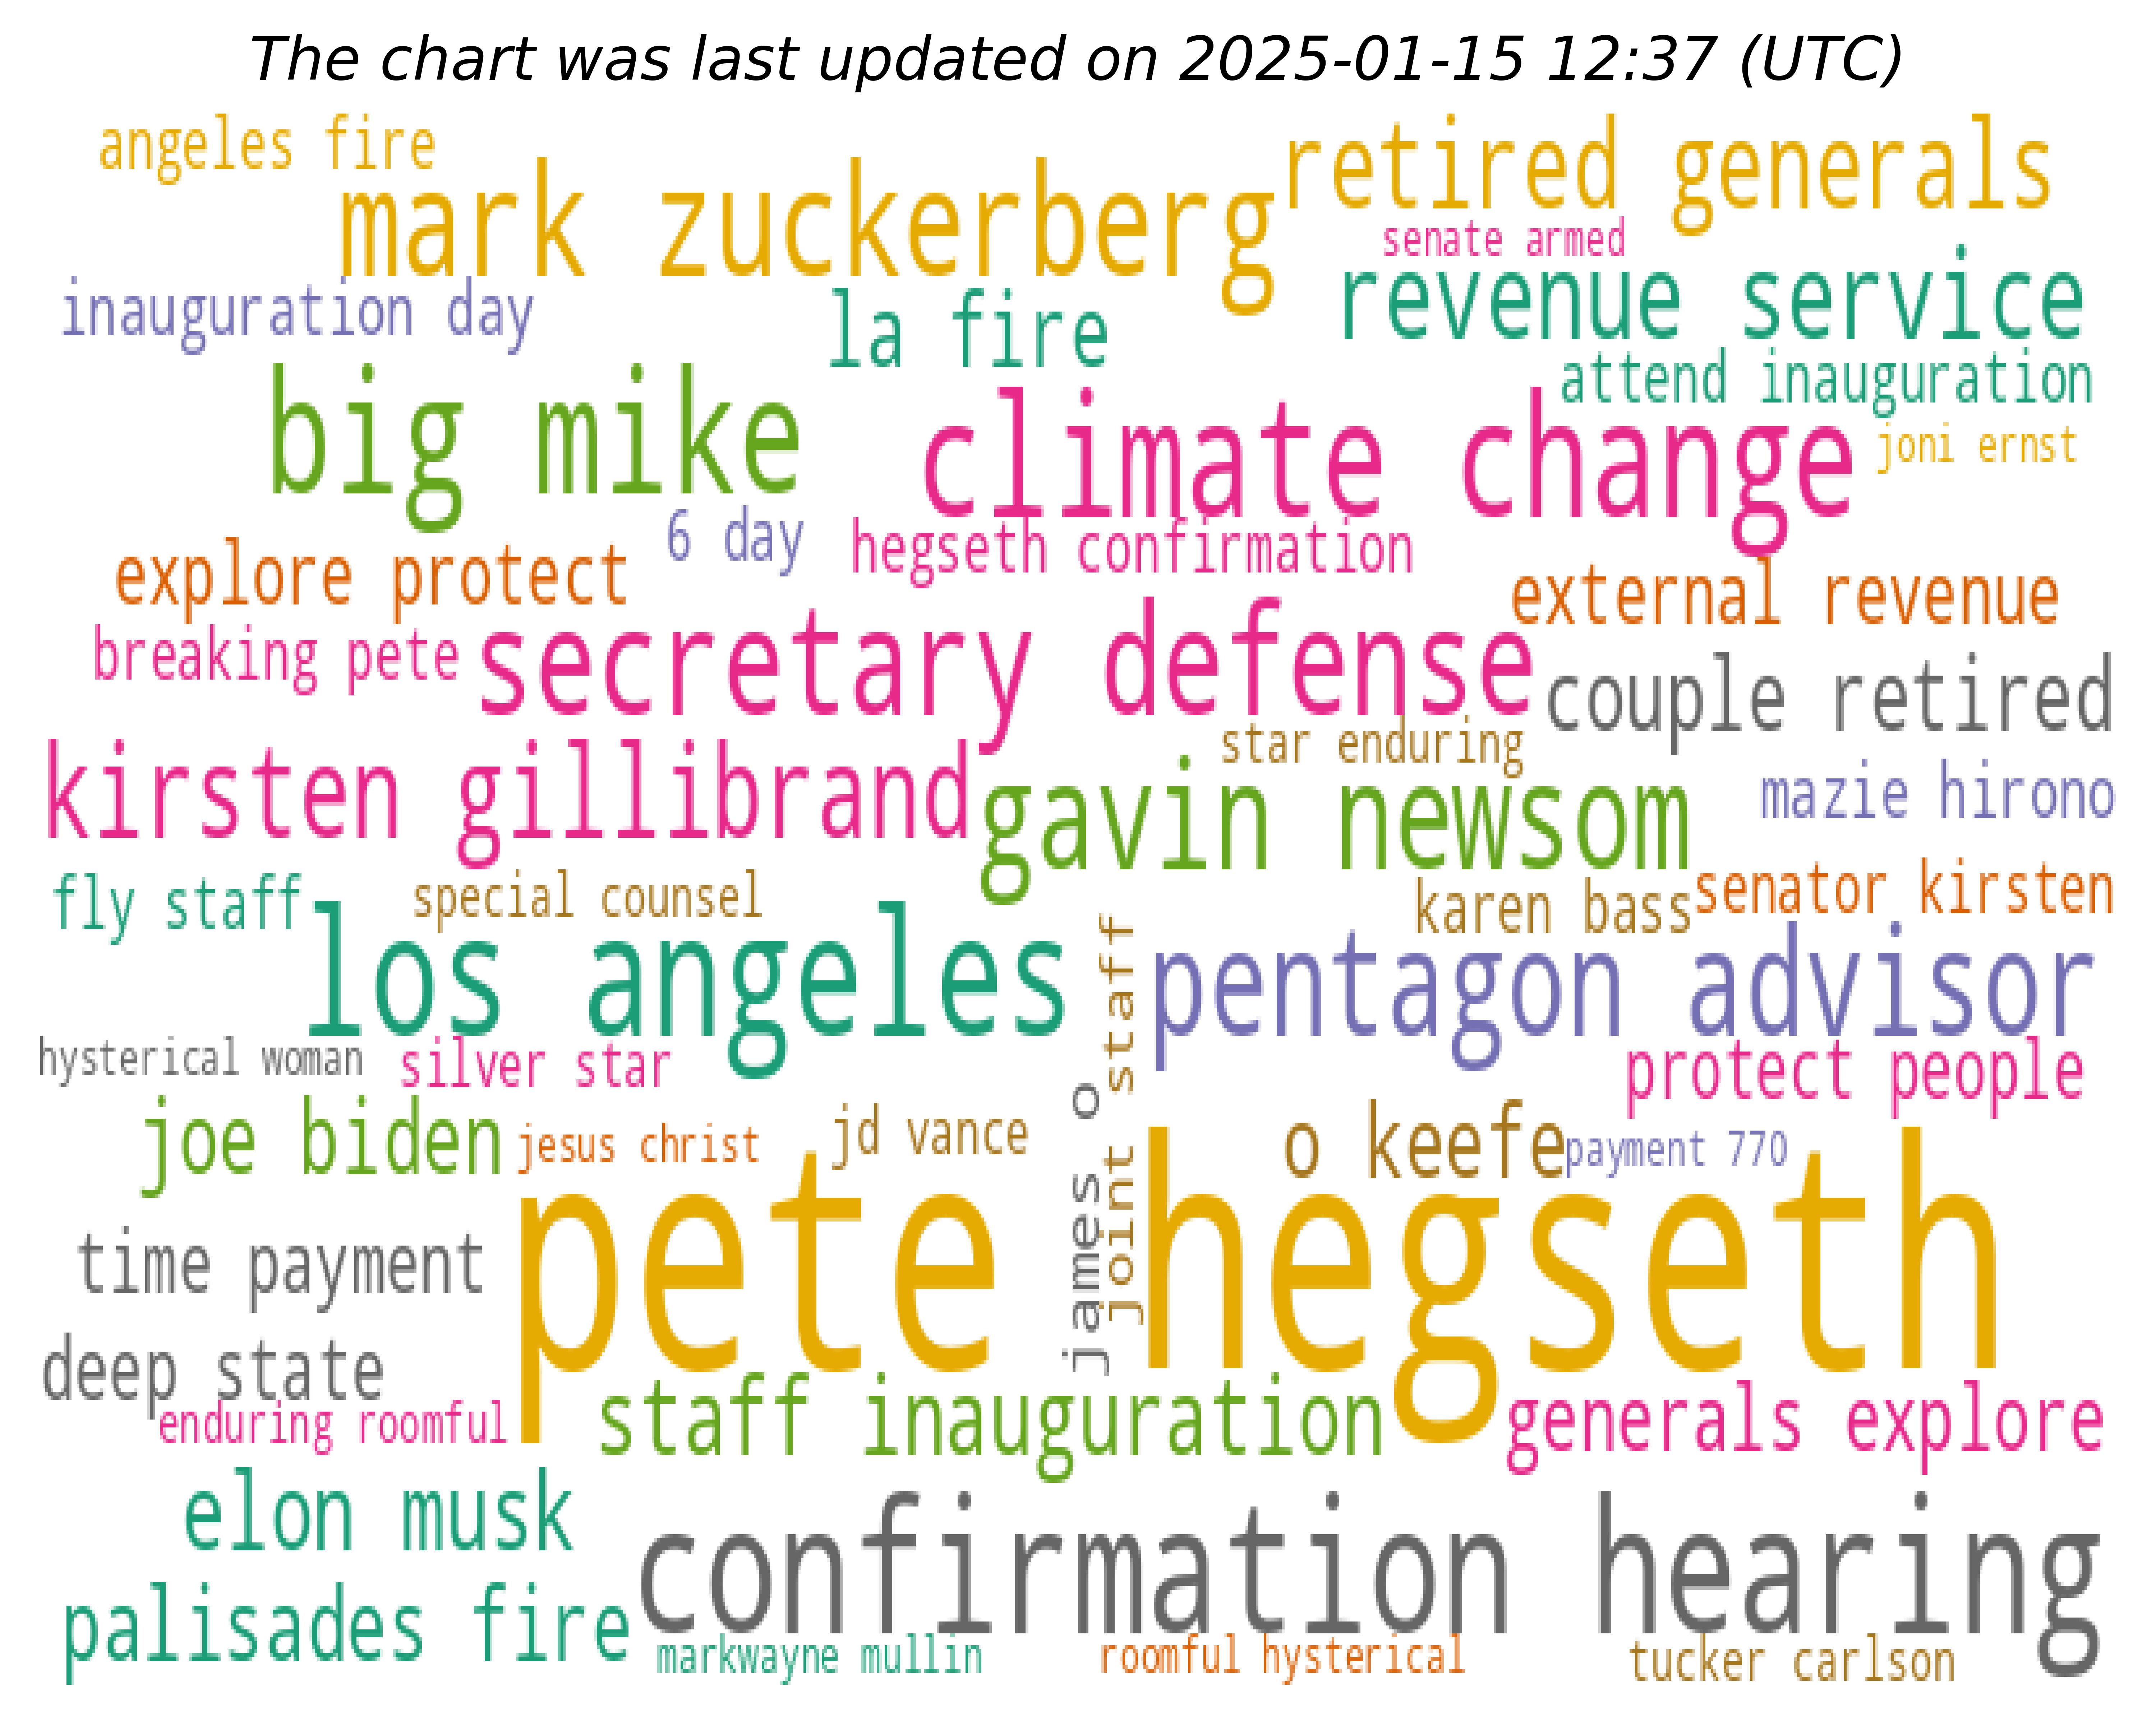 The chart was last updated on 2025-01-15 12:37 (UTC)
angeles fire
mark zuckerberg
retired generals
senate armed
inauguration day
la fire
revenue service
attend inauguration
big mike
climate change
joni ernst
6 day
hegseth confirmation
explore protect
external revenue
breaking pete
secretary defense
couple retired
star enduring
kirsten gillibrand
gavin newsom
mazie hirono
fly staff
special counsel
karen bass
senator kirsten
los angeles
joint staff
pentagon advisor
hysterical woman
silver star
protect people
joe biden
jesus christ
jd vance
james o
o keefe
payment 770
time payment
pete hegseth
deep state
enduring roomful
staff inauguration
generals explore
elon musk
confirmation hearing
palisades fire
markwayne mullin
roomful hysterical
tucker carlson